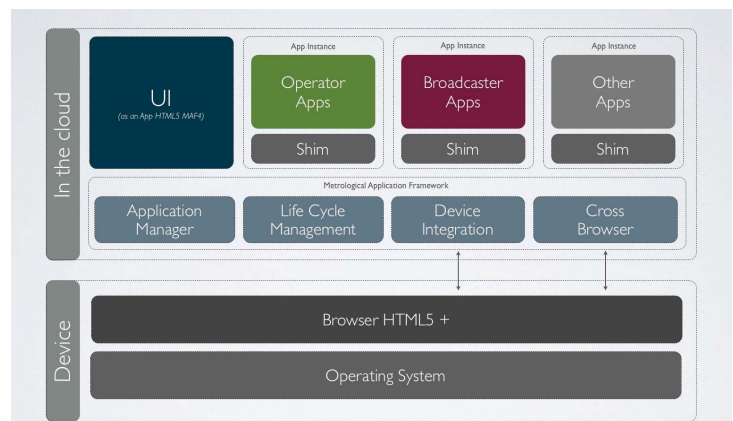 In the cloud
UI
(as an App HTML5 MAF4)
App Instance
Operator
Apps
Shim
App Instance
Broadcaster
Apps
Shim
App Instance
Other
Apps
Shim
Metrological Application Framework
Application
Manager
Life Cycle
Management
Device
Integration
Cross
Browser
Device
Browser HTML5 +
Operating System